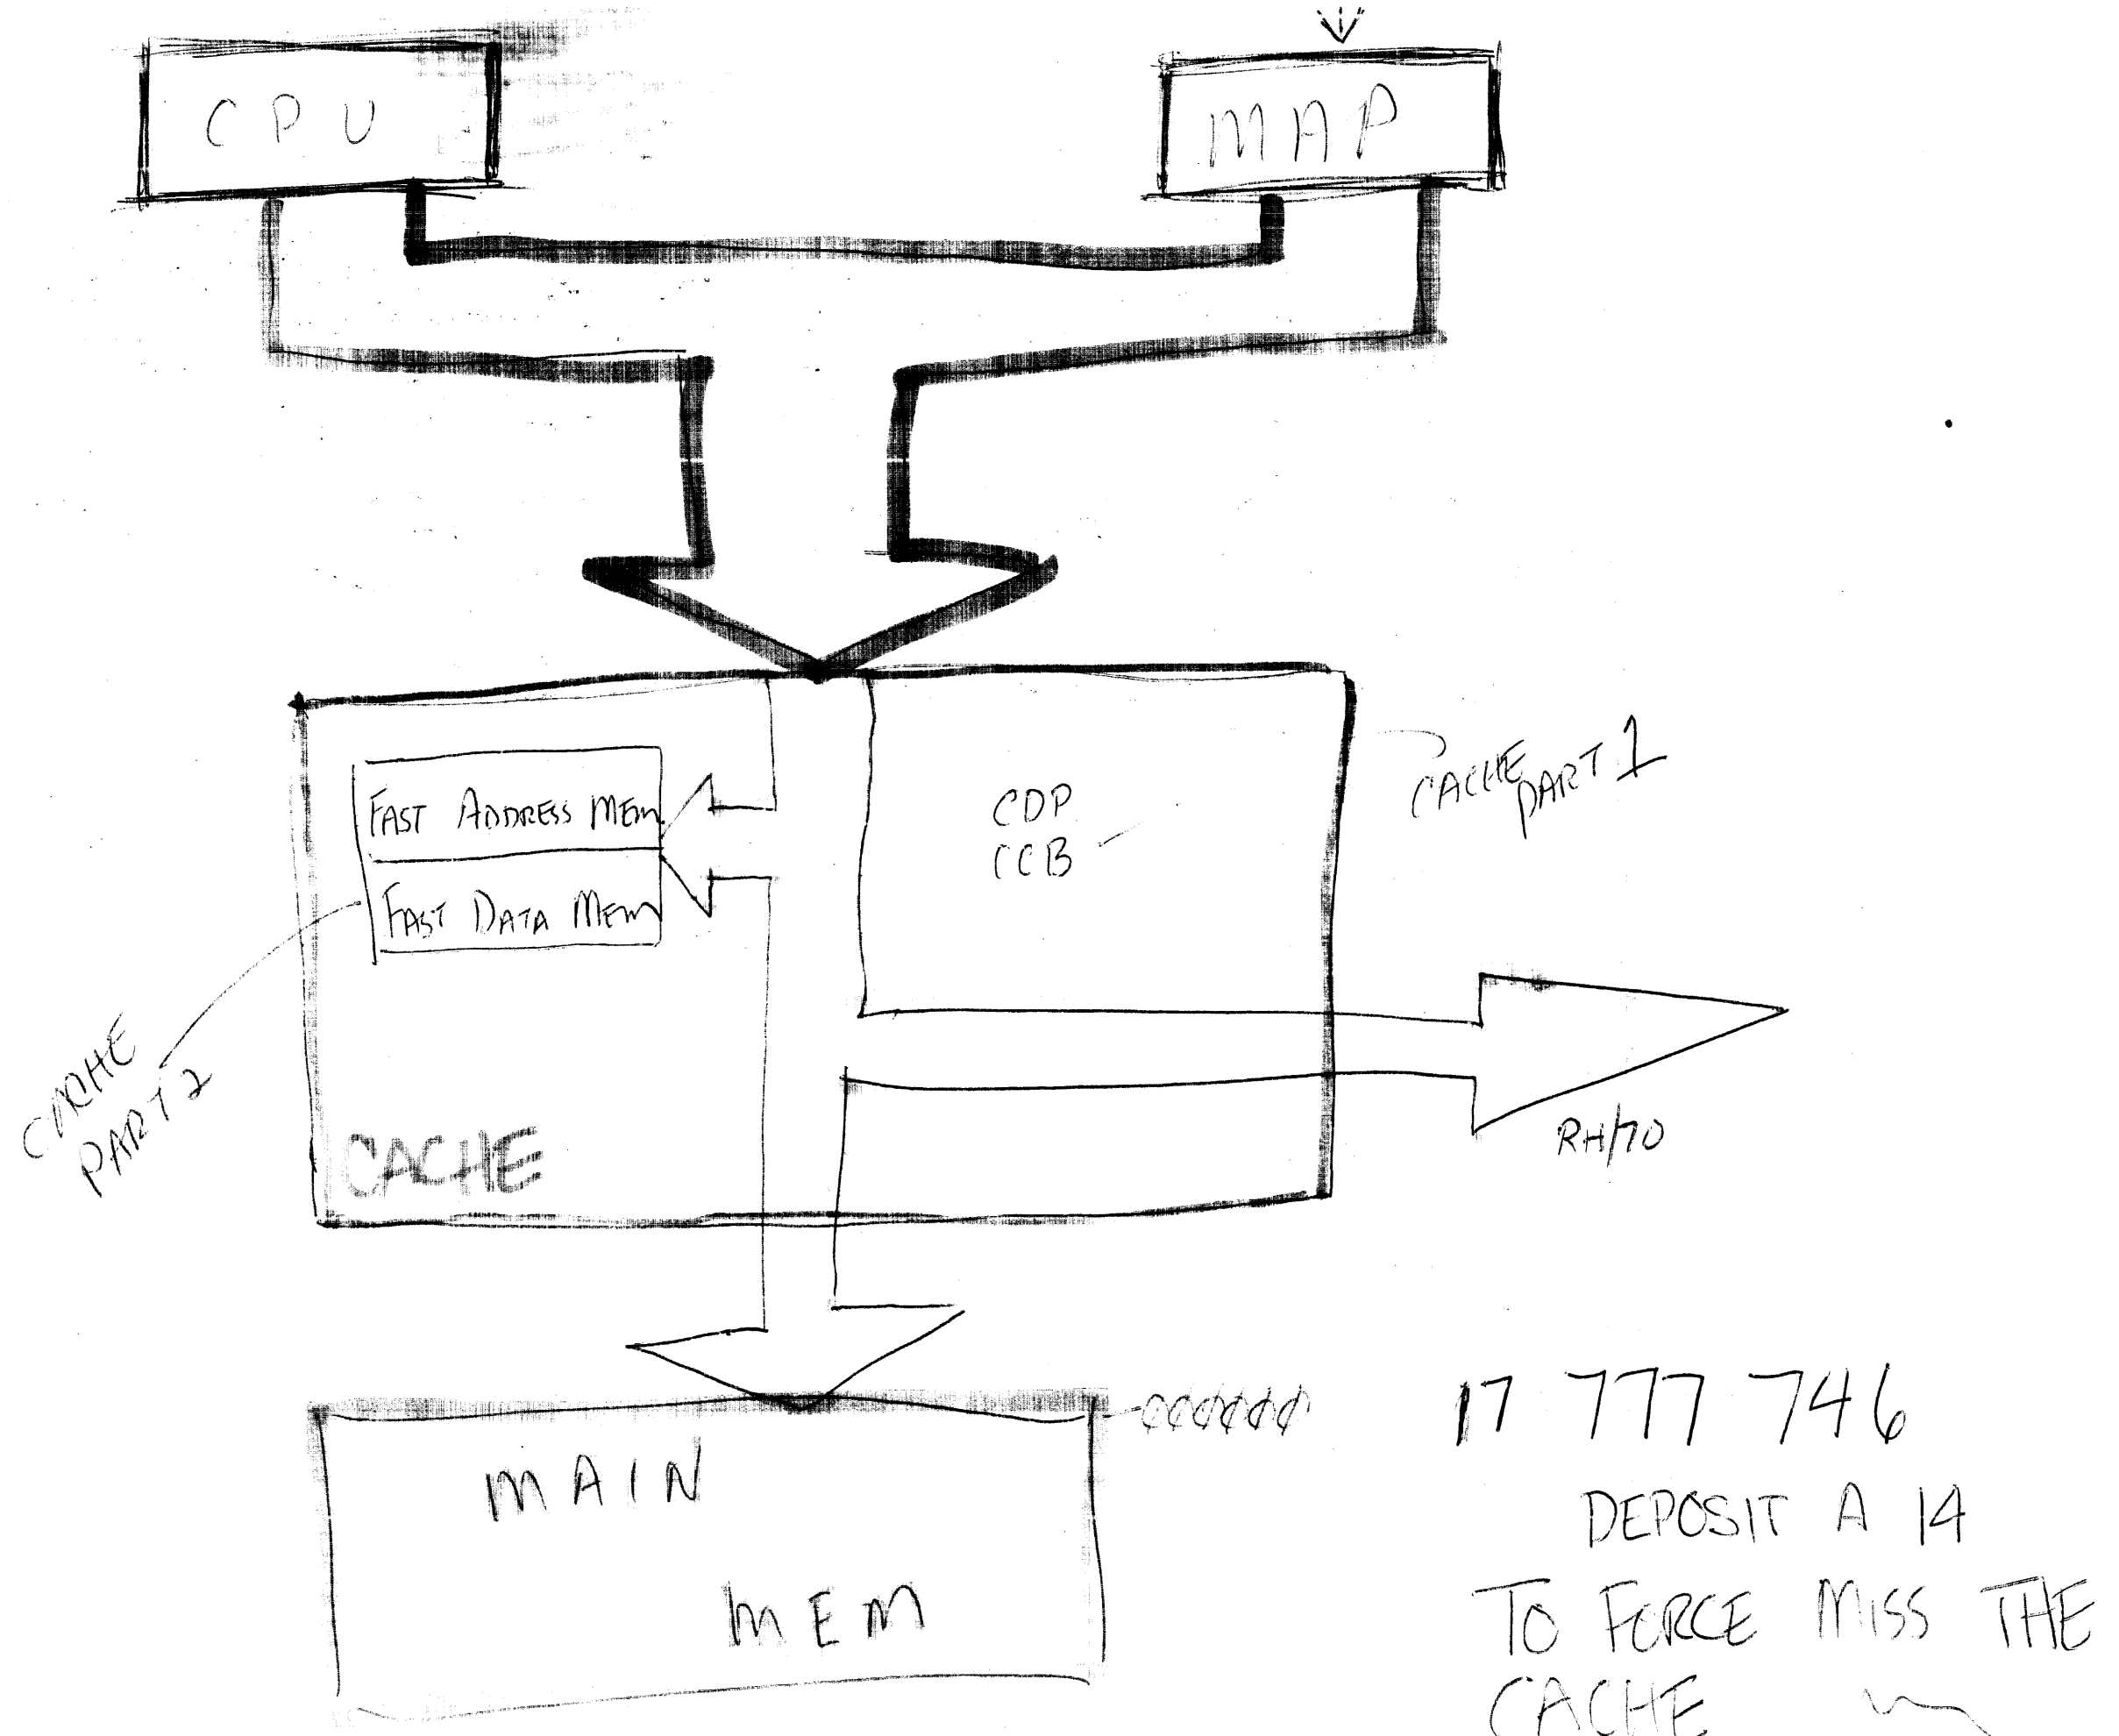 CPU
MAP
CACHE
PART 1
FAST ADDRESS MEM
FAST DATA MEM
CDP
CCB
CACHE
PART 2
CACHE
RH/70
MAIN
MEM
17 777 746
DEPOSIT A 14
TO FORCE MISS THE
CACHE